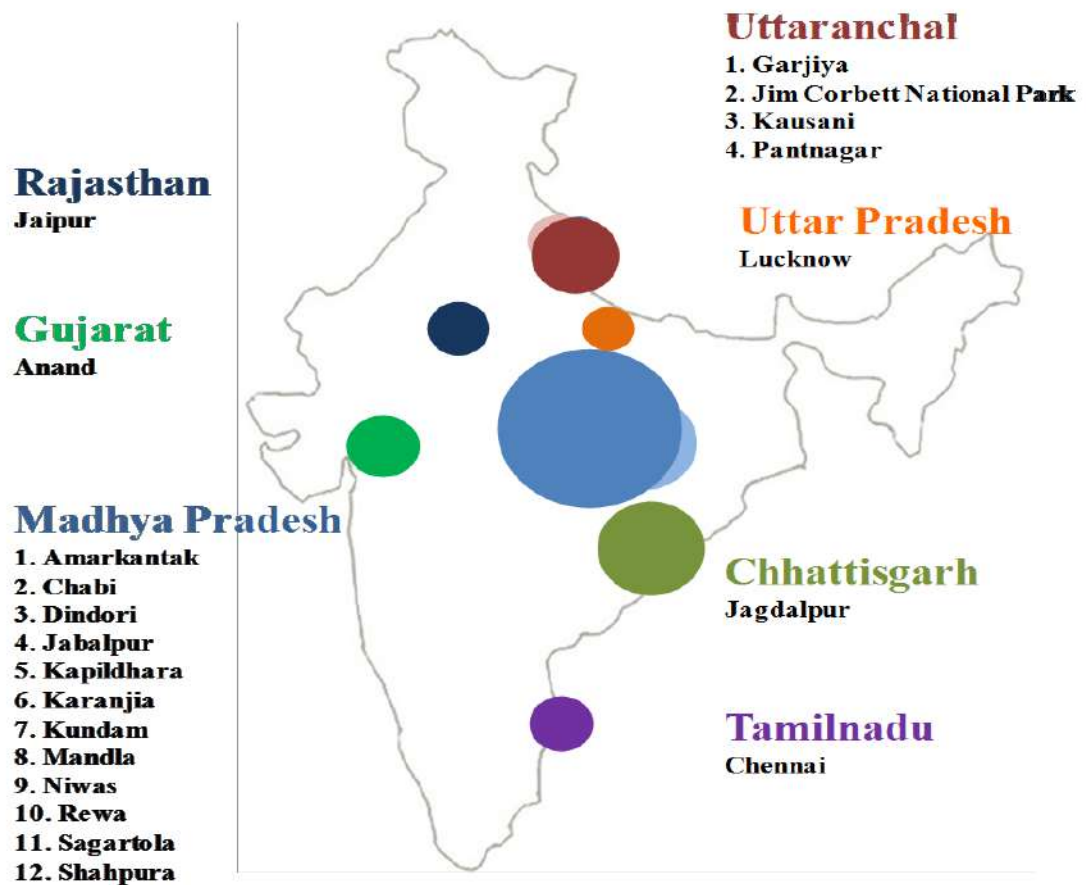 Uttaranchal
1. Garjiya
2. Jim Corbett National Park
3. Kausani
4. Pantnagar
Rajasthan
Jaipur
Uttar Pradesh
Lucknow
Gujarat
Anand
Madhya Pradesh
1. Amarkantak
2. Chabi
3. Dindori
4. Jabalpur
5. Kapildhara
6. Karanjia
7. Kundam
8. Mandla
9. Niwas
10. Rewa
11. Sagartola
12. Shahpura
Chhattisgarh
Jagdalpur
Tamilnadu
Chennai